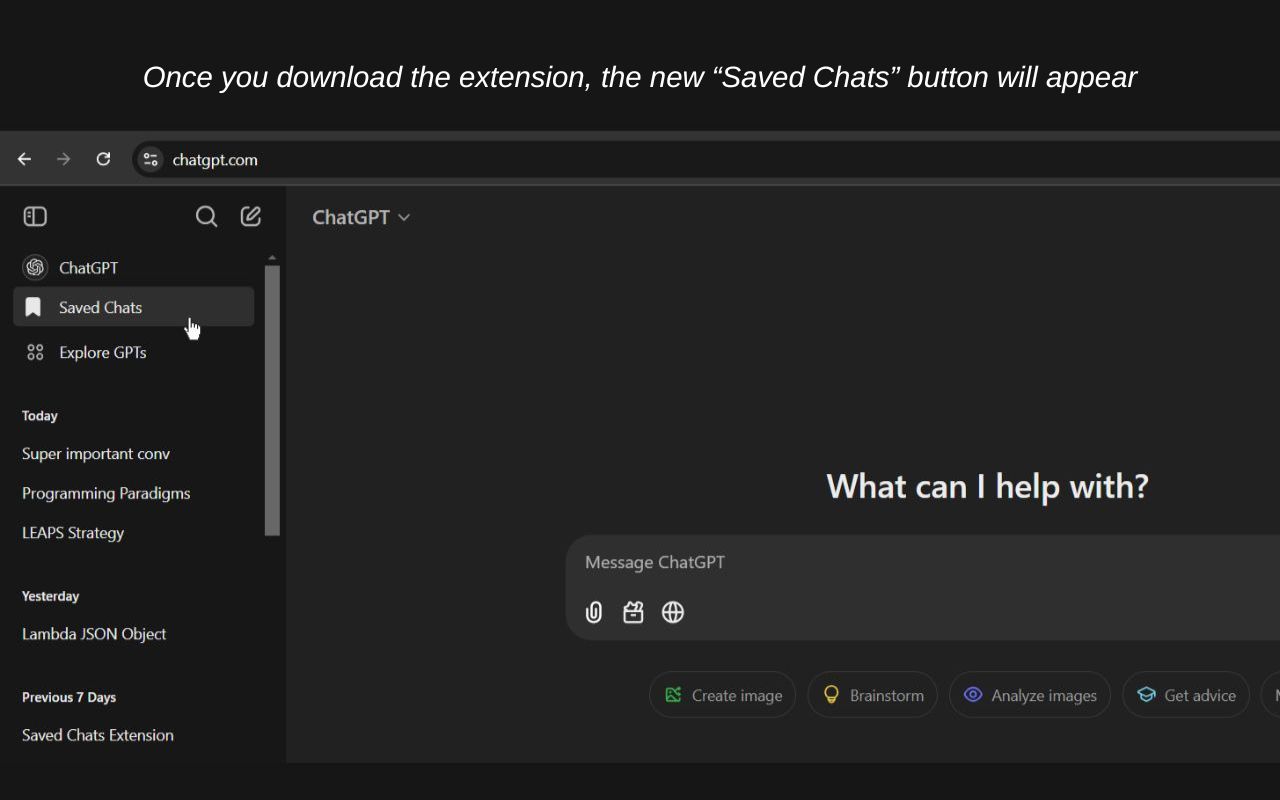 Once you download the extension, the new “Saved Chats” button will appear
chatgpt.com
ChatGPT
ChatGPT
Saved Chats
Explore GPTs
Today
Super important conv
Programming Paradigms
LEAPS Strategy
Yesterday
Lambda JSON Object
Previous 7 Days
Saved Chats Extension
What can I help with?
Message ChatGPT
Create image
Brainstorm
Analyze images
Get advice